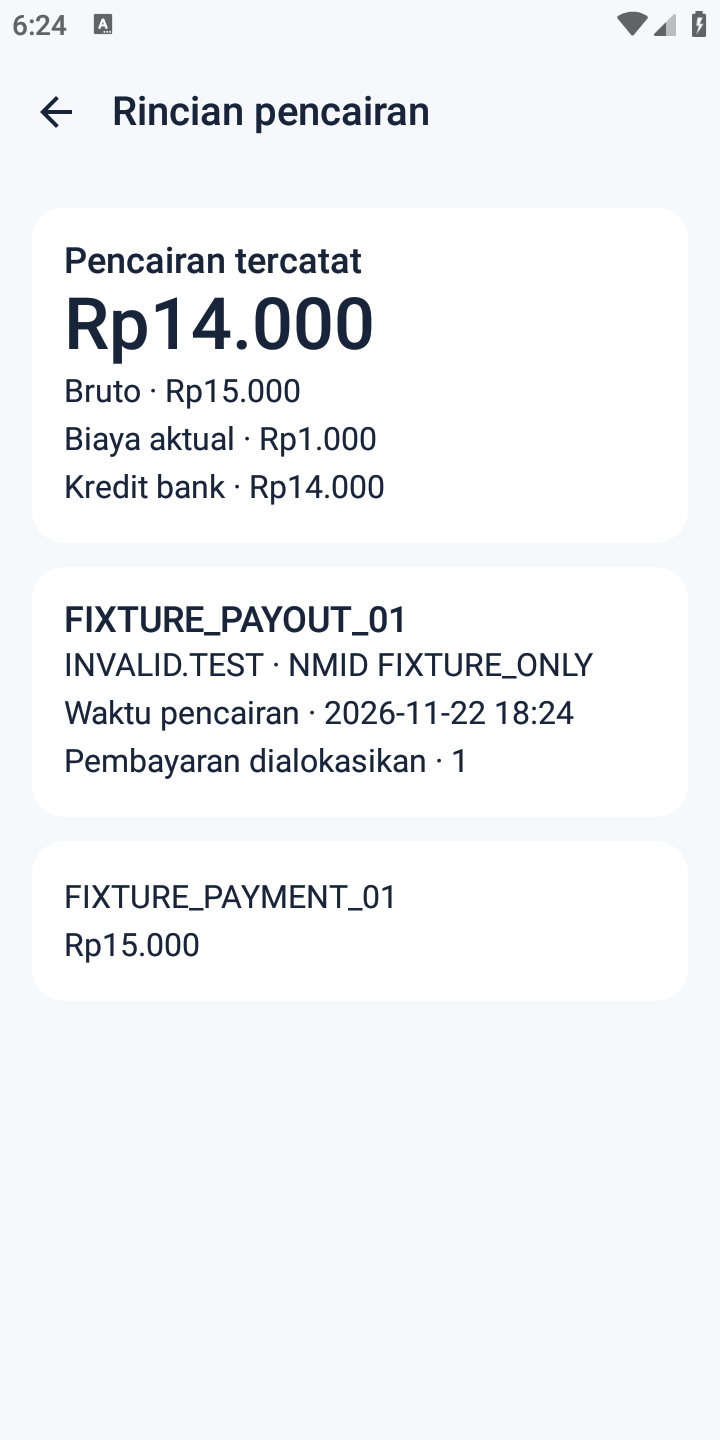 6:24
Rincian pencairan
Pencairan tercatat
Rp14.000
Bruto · Rp15.000
Biaya aktual · Rp1.000
Kredit bank · Rp14.000
FIXTURE_PAYOUT_01
INVALID.TEST · NMID FIXTURE_ONLY
Waktu pencairan · 2026-11-22 18:24
Pembayaran dialokasikan · 1
FIXTURE_PAYMENT_01
Rp15.000